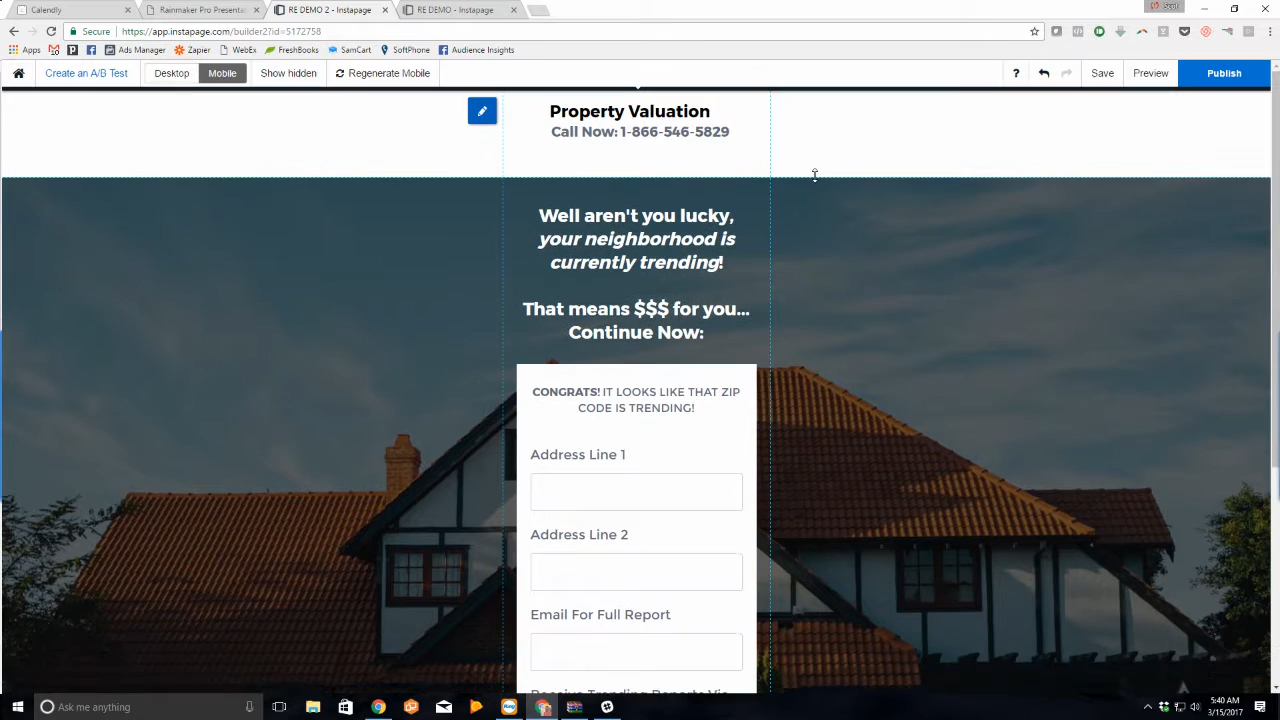 Calendly
Rainmaker Pro Presenta
RE DEMO 2 - Instapage
RE DEMO - Instapage
Secure
https://app.instapage.com/builder2?id=5172758
Apps
Ads Manager
Zapier
WebEx
FreshBooks
SamCart
SoftPhone
Audience Insights
Create an A/B Test
Desktop
Mobile
Show hidden
Regenerate Mobile
?
Save
Preview
Publish
Property Valuation
Call Now: 1-866-546-5829
Well aren't you lucky,
your neighborhood is
currently trending!
That means $$$ for you...
Continue Now:
CONGRATS! IT LOOKS LIKE THAT ZIP
CODE IS TRENDING!
Address Line 1
Address Line 2
Email For Full Report
Receive Trending Reports Via
Ask me anything
5:40 AM
3/15/2017